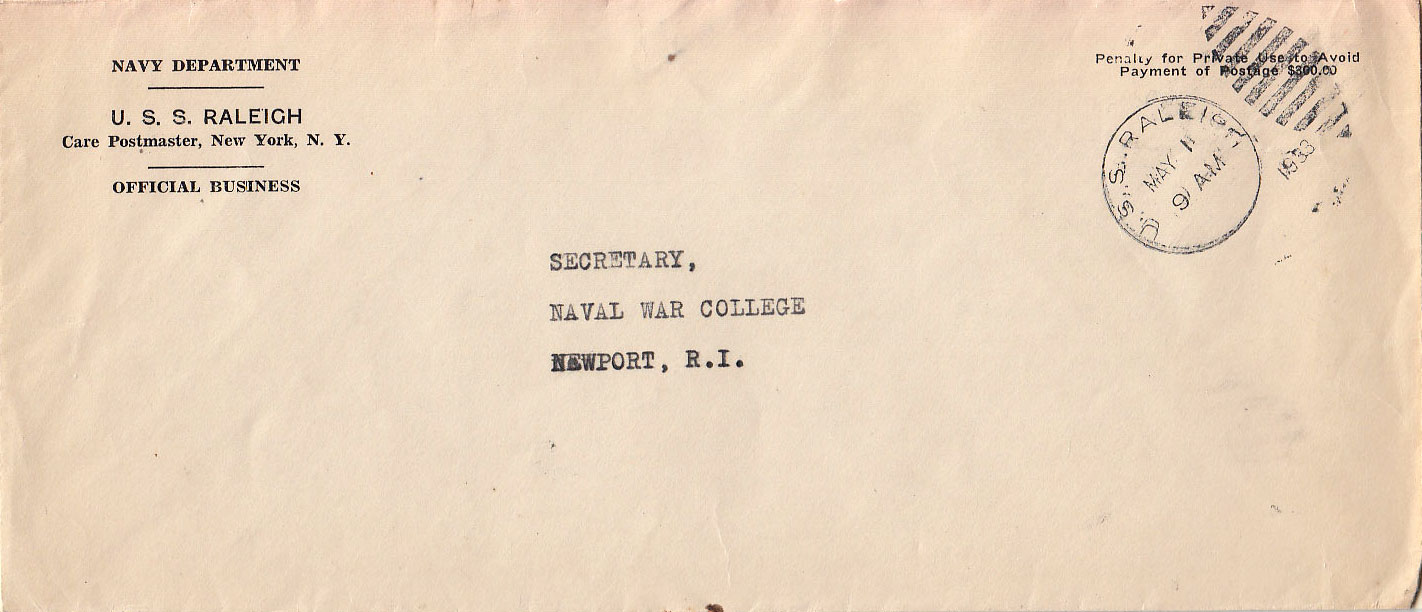 NAVY DEPARTMENT
U. S. S. RALEIGH
Care Postmaster, New York, N. Y.
OFFICIAL BUSINESS
Penalty for Private Use to Avoid
Payment of Postage $300.00
U.S.S. RALEIGH
MAY 11
9 AM
1933
SECRETARY,
NAVAL WAR COLLEGE
NEWPORT, R.I.